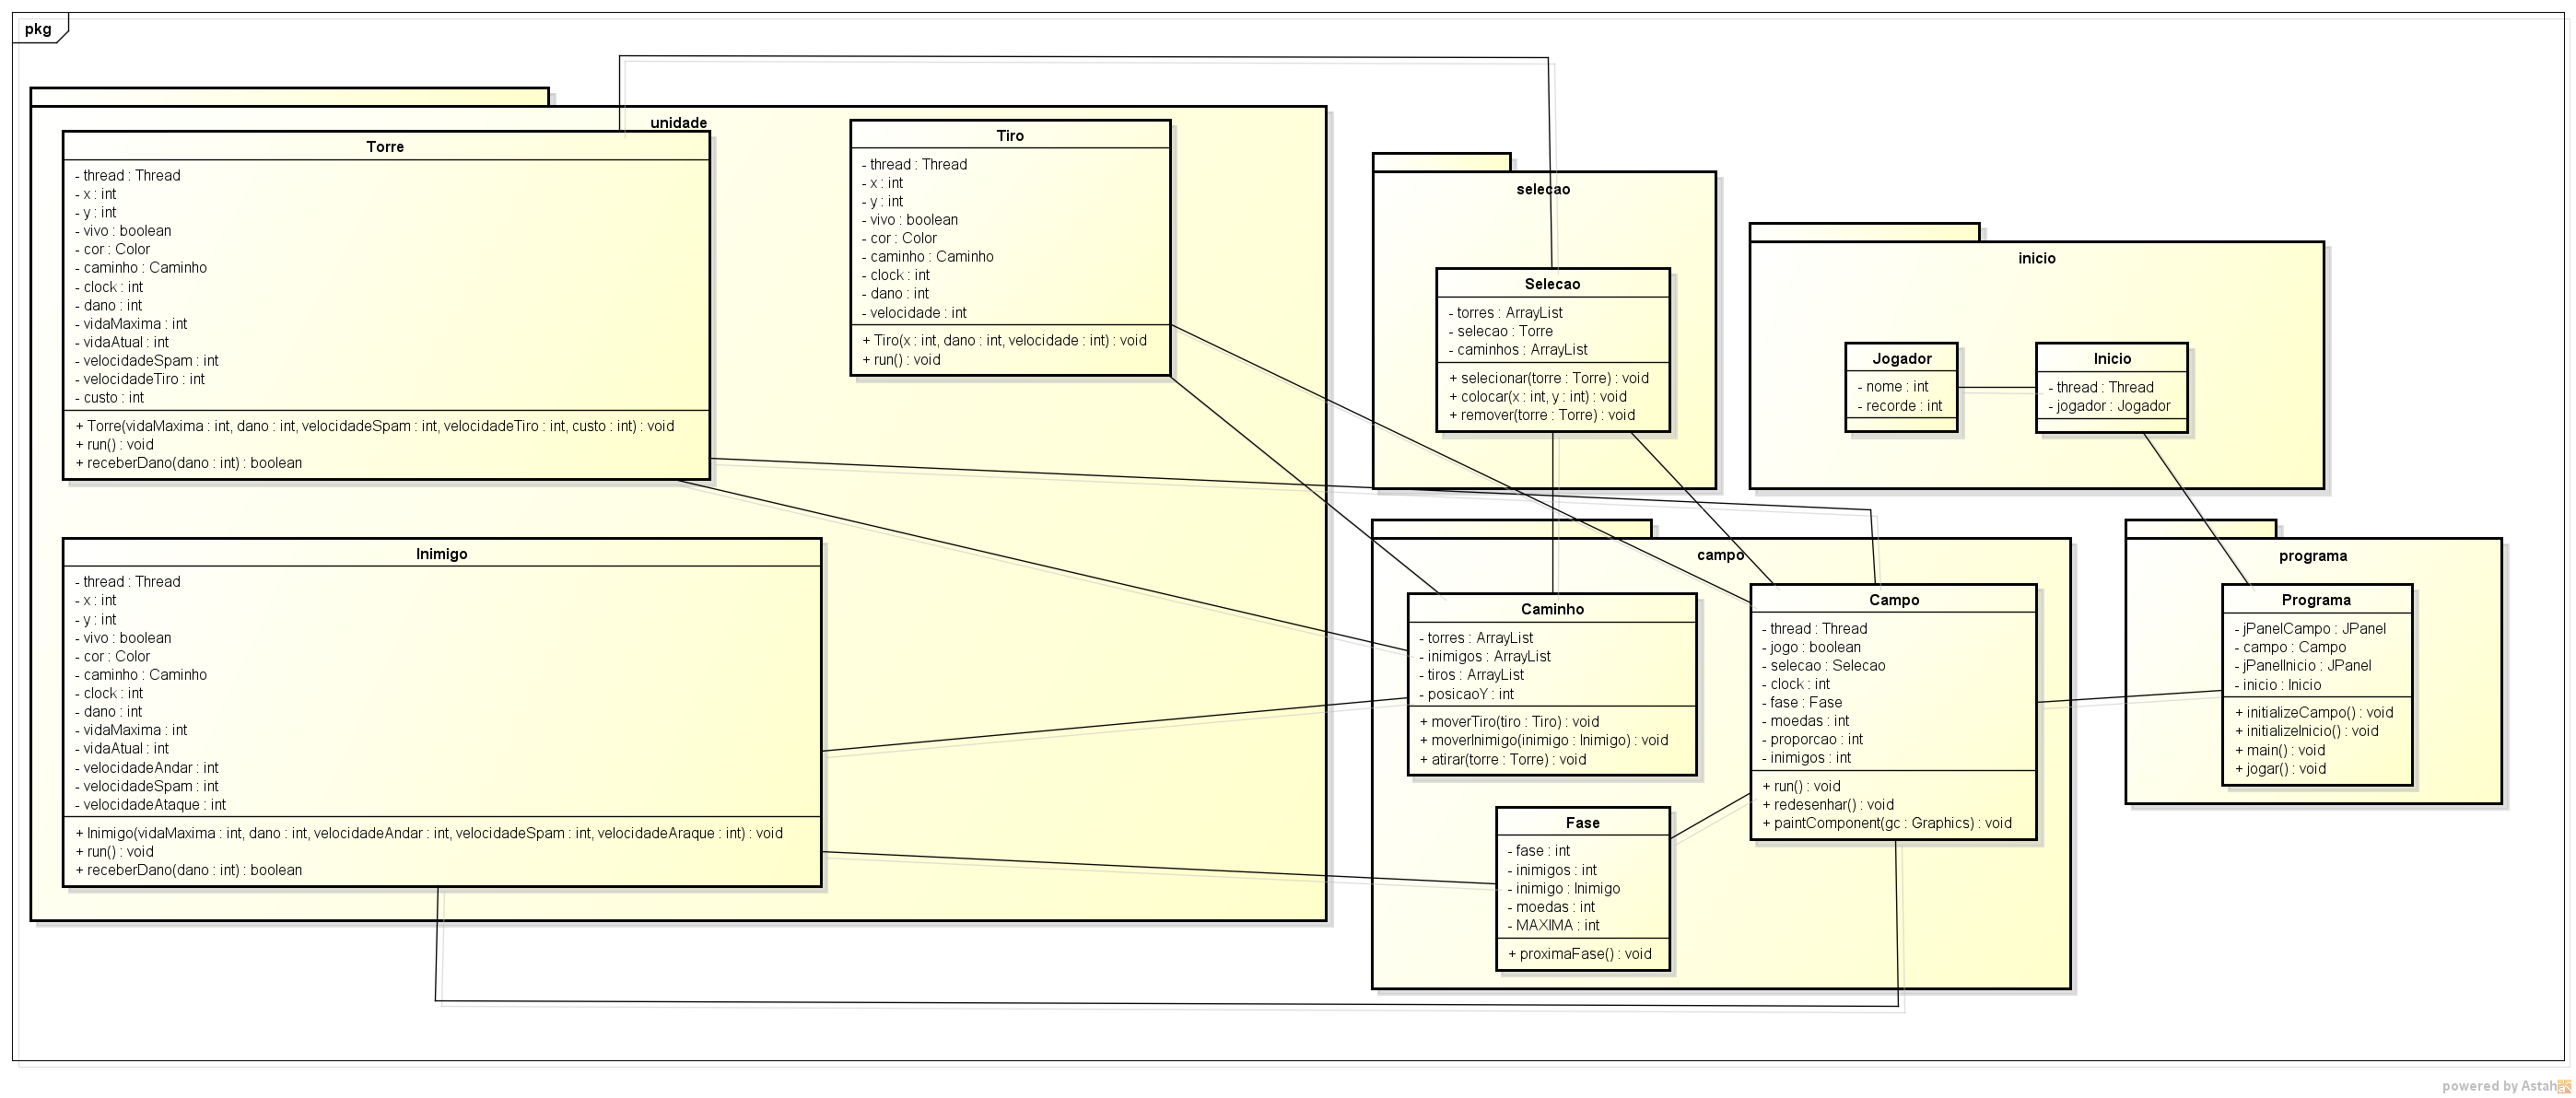 pkg
unidade
Torre
- thread : Thread
- x : int
- y : int
- vivo : boolean
- cor : Color
- caminho : Caminho
- clock : int
- dano : int
- vidaMaxima : int
- vidaAtual : int
- velocidadeSpam : int
- velocidadeTiro : int
- custo : int
+ Torre(vidaMaxima : int, dano : int, velocidadeSpam : int, velocidadeTiro : int, custo : int) : void
+ run() : void
+ receberDano(dano : int) : boolean
Tiro
- thread : Thread
- x : int
- y : int
- vivo : boolean
- cor : Color
- caminho : Caminho
- clock : int
- dano : int
- velocidade : int
+ Tiro(x : int, dano : int, velocidade : int) : void
+ run() : void
Inimigo
- thread : Thread
- x : int
- y : int
- vivo : boolean
- cor : Color
- caminho : Caminho
- clock : int
- dano : int
- vidaMaxima : int
- vidaAtual : int
- velocidadeAndar : int
- velocidadeSpam : int
- velocidadeAtaque : int
+ Inimigo(vidaMaxima : int, dano : int, velocidadeAndar : int, velocidadeSpam : int, velocidadeAraque : int) : void
+ run() : void
+ receberDano(dano : int) : boolean
selecao
Selecao
- torres : ArrayList
- selecao : Torre
- caminhos : ArrayList
+ selecionar(torre : Torre) : void
+ colocar(x : int, y : int) : void
+ remover(torre : Torre) : void
inicio
Jogador
- nome : int
- recorde : int
Inicio
- thread : Thread
- jogador : Jogador
campo
Caminho
- torres : ArrayList
- inimigos : ArrayList
- tiros : ArrayList
- posicaoY : int
+ moverTiro(tiro : Tiro) : void
+ moverInimigo(inimigo : Inimigo) : void
+ atirar(torre : Torre) : void
Campo
- thread : Thread
- jogo : boolean
- selecao : Selecao
- clock : int
- fase : Fase
- moedas : int
- proporcao : int
- inimigos : int
+ run() : void
+ redesenhar() : void
+ paintComponent(gc : Graphics) : void
Fase
- fase : int
- inimigos : int
- inimigo : Inimigo
- moedas : int
- MAXIMA : int
+ proximaFase() : void
programa
Programa
- jPanelCampo : JPanel
- campo : Campo
- jPanelInicio : JPanel
- inicio : Inicio
+ initializeCampo() : void
+ initializeInicio() : void
+ main() : void
+ jogar() : void
powered by Astah